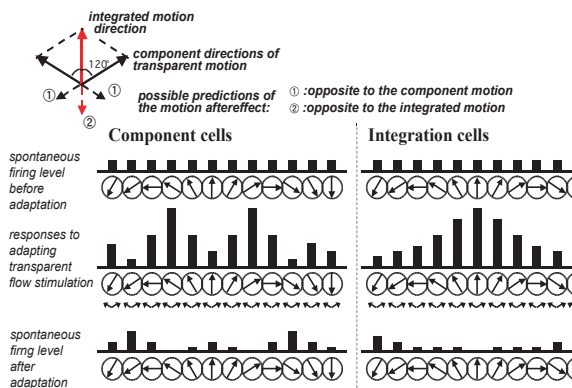 integrated motion
direction
component directions of
transparent motion
120°
① ①
②
possible predictions of
the motion aftereffect:
① :opposite to the component motion
② :opposite to the integrated motion
Component cells
Integration cells
spontaneous
firing level
before
adaptation
responses to
adapting
transparent
flow stimulation
spontaneous
firng level
after
adaptation